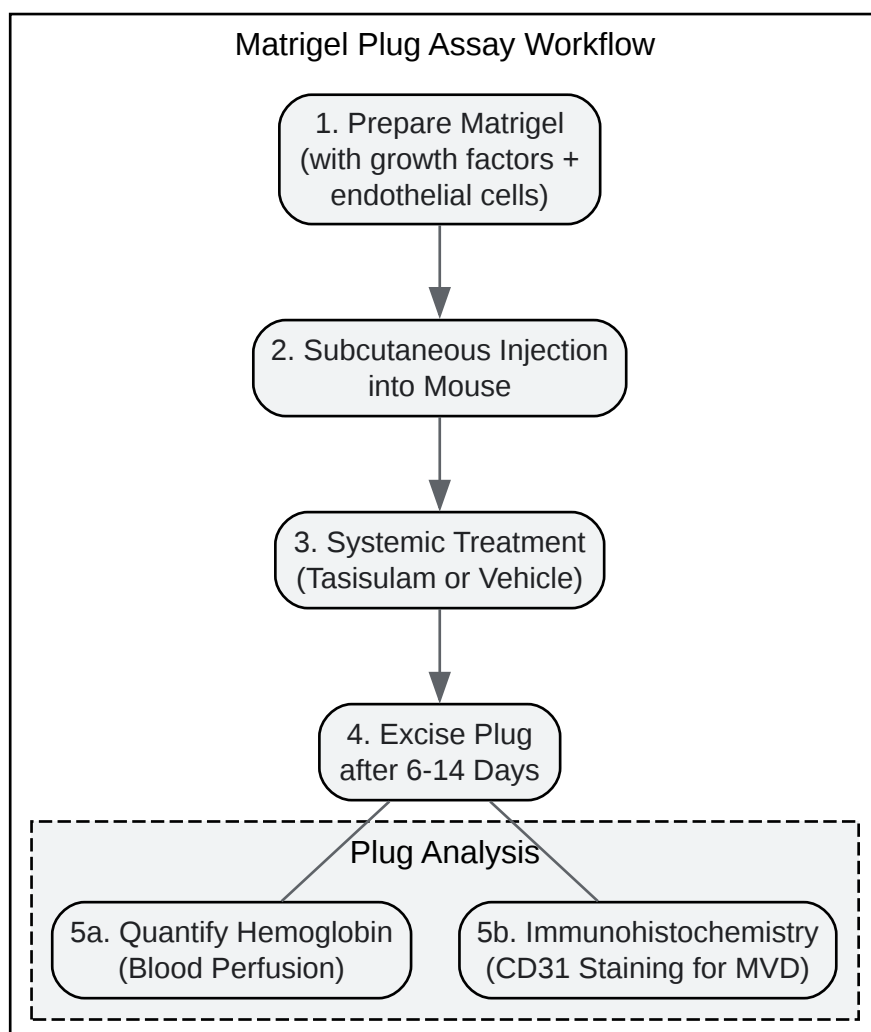 Matrigel Plug Assay Workflow
1. Prepare Matrigel
(with growth factors +
endothelial cells)
2. Subcutaneous Injection
into Mouse
3. Systemic Treatment
(Tasisulam or Vehicle)
4. Excise Plug
after 6-14 Days
Plug Analysis
5a. Quantify Hemoglobin
(Blood Perfusion)
5b. Immunohistochemistry
(CD31 Staining for MVD)